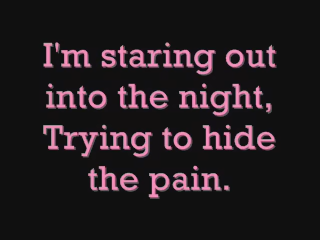 I'm staring out
into the night,
Trying to hide
the pain.